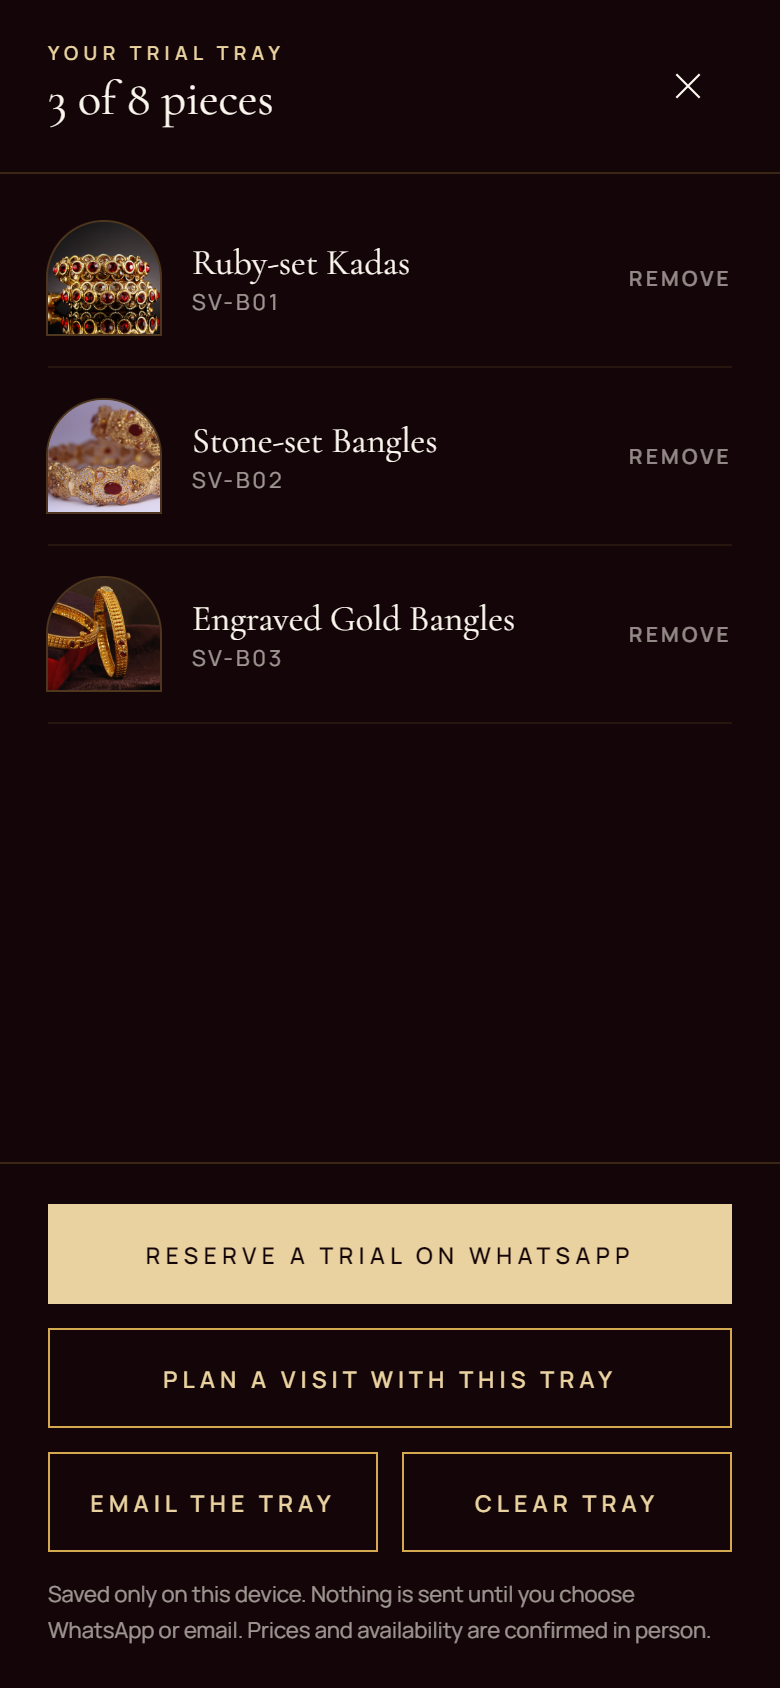 YOUR TRIAL TRAY
3 of 8 pieces
Ruby-set Kadas
SV-B01
REMOVE
Stone-set Bangles
SV-B02
REMOVE
Engraved Gold Bangles
SV-B03
REMOVE
RESERVE A TRIAL ON WHATSAPP
PLAN A VISIT WITH THIS TRAY
EMAIL THE TRAY
CLEAR TRAY
Saved only on this device. Nothing is sent until you choose
WhatsApp or email. Prices and availability are confirmed in person.